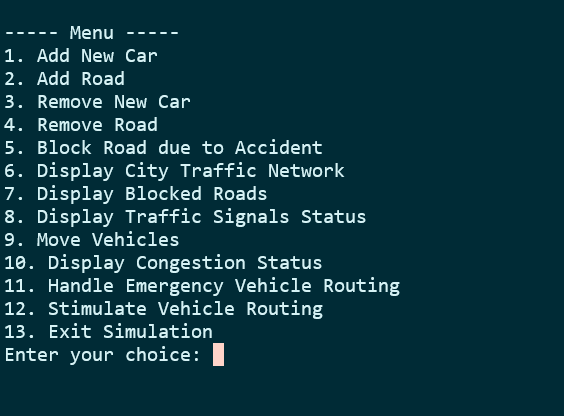 ----- Menu -----
1. Add New Car
2. Add Road
3. Remove New Car
4. Remove Road
5. Block Road due to Accident
6. Display City Traffic Network
7. Display Blocked Roads
8. Display Traffic Signals Status
9. Move Vehicles
10. Display Congestion Status
11. Handle Emergency Vehicle Routing
12. Stimulate Vehicle Routing
13. Exit Simulation
Enter your choice: